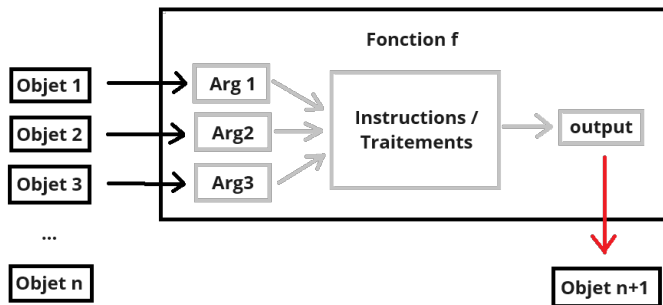 Fonction f
Objet 1
Arg 1
Instructions /
Traitements
output
Objet 2
Arg2
Objet 3
Arg3
...
Objet n
Objet n+1